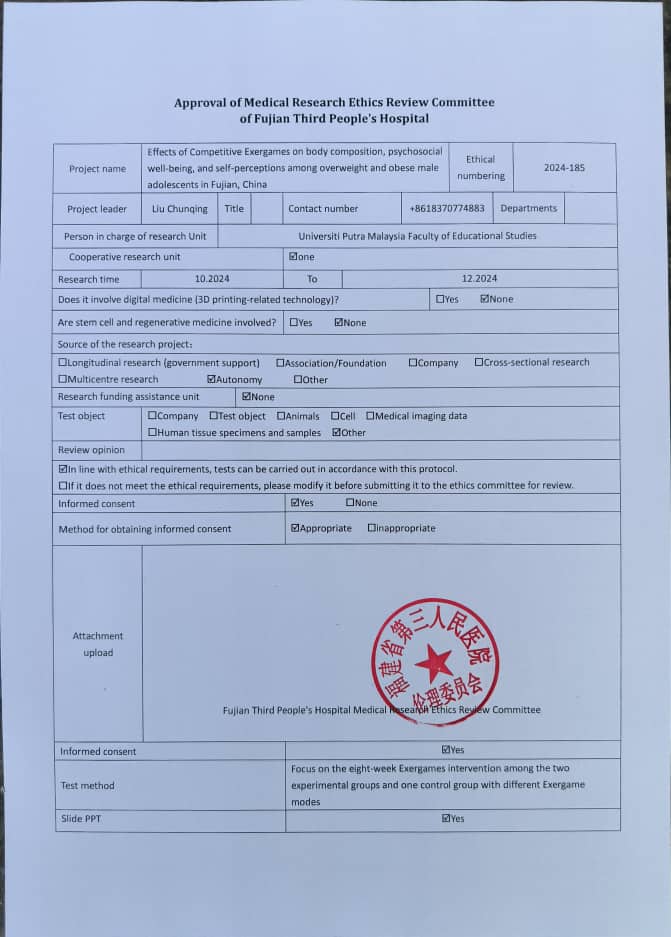 Approval of Medical Research Ethics Review Committee
of Fujian Third People's Hospital
Project name
Effects of Competitive Exergames on body composition, psychosocial
well-being, and self-perceptions among overweight and obese male
adolescents in Fujian, China
Ethical
numbering
2024-185
Project leader Liu Chunqing Title Contact number +8618370774883 Departments
Person in charge of research Unit Universiti Putra Malaysia Faculty of Educational Studies
Cooperative research unit ☑one
Research time 10.2024 To 12.2024
Does it involve digital medicine (3D printing-related technology)? ☐Yes ☑None
Are stem cell and regenerative medicine involved? ☐Yes ☑None
Source of the research project:
☐Longitudinal research (government support) ☐Association/Foundation ☐Company ☐Cross-sectional research
☐Multicentre research ☑Autonomy ☐Other
Research funding assistance unit ☑None
Test object ☐Company ☐Test object ☐Animals ☐Cell ☐Medical imaging data
☐Human tissue specimens and samples ☑Other
Review opinion
☑In line with ethical requirements, tests can be carried out in accordance with this protocol.
☐If it does not meet the ethical requirements, please modify it before submitting it to the ethics committee for review.
Informed consent ☑Yes ☐None
Method for obtaining informed consent ☑Appropriate ☐inappropriate
Attachment
upload
福建省第三人民医院
伦理委员会
Fujian Third People's Hospital Medical Research Ethics Review Committee
Informed consent ☑Yes
Test method
Focus on the eight-week Exergames intervention among the two
experimental groups and one control group with different Exergame
modes
Slide PPT ☑Yes